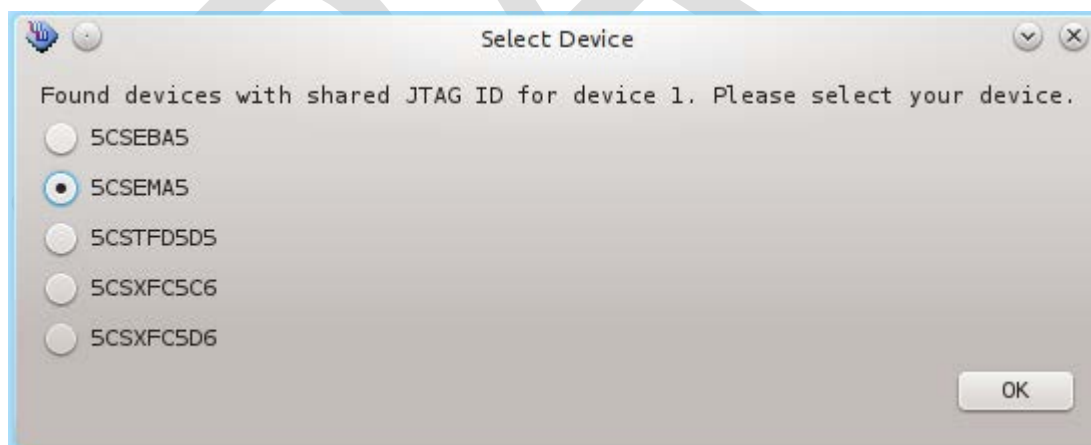 Select Device
Found devices with shared JTAG ID for device 1. Please select your device.
5CSEBA5
5CSEMA5
5CSTFD5D5
5CSXFC5C6
5CSXFC5D6
OK